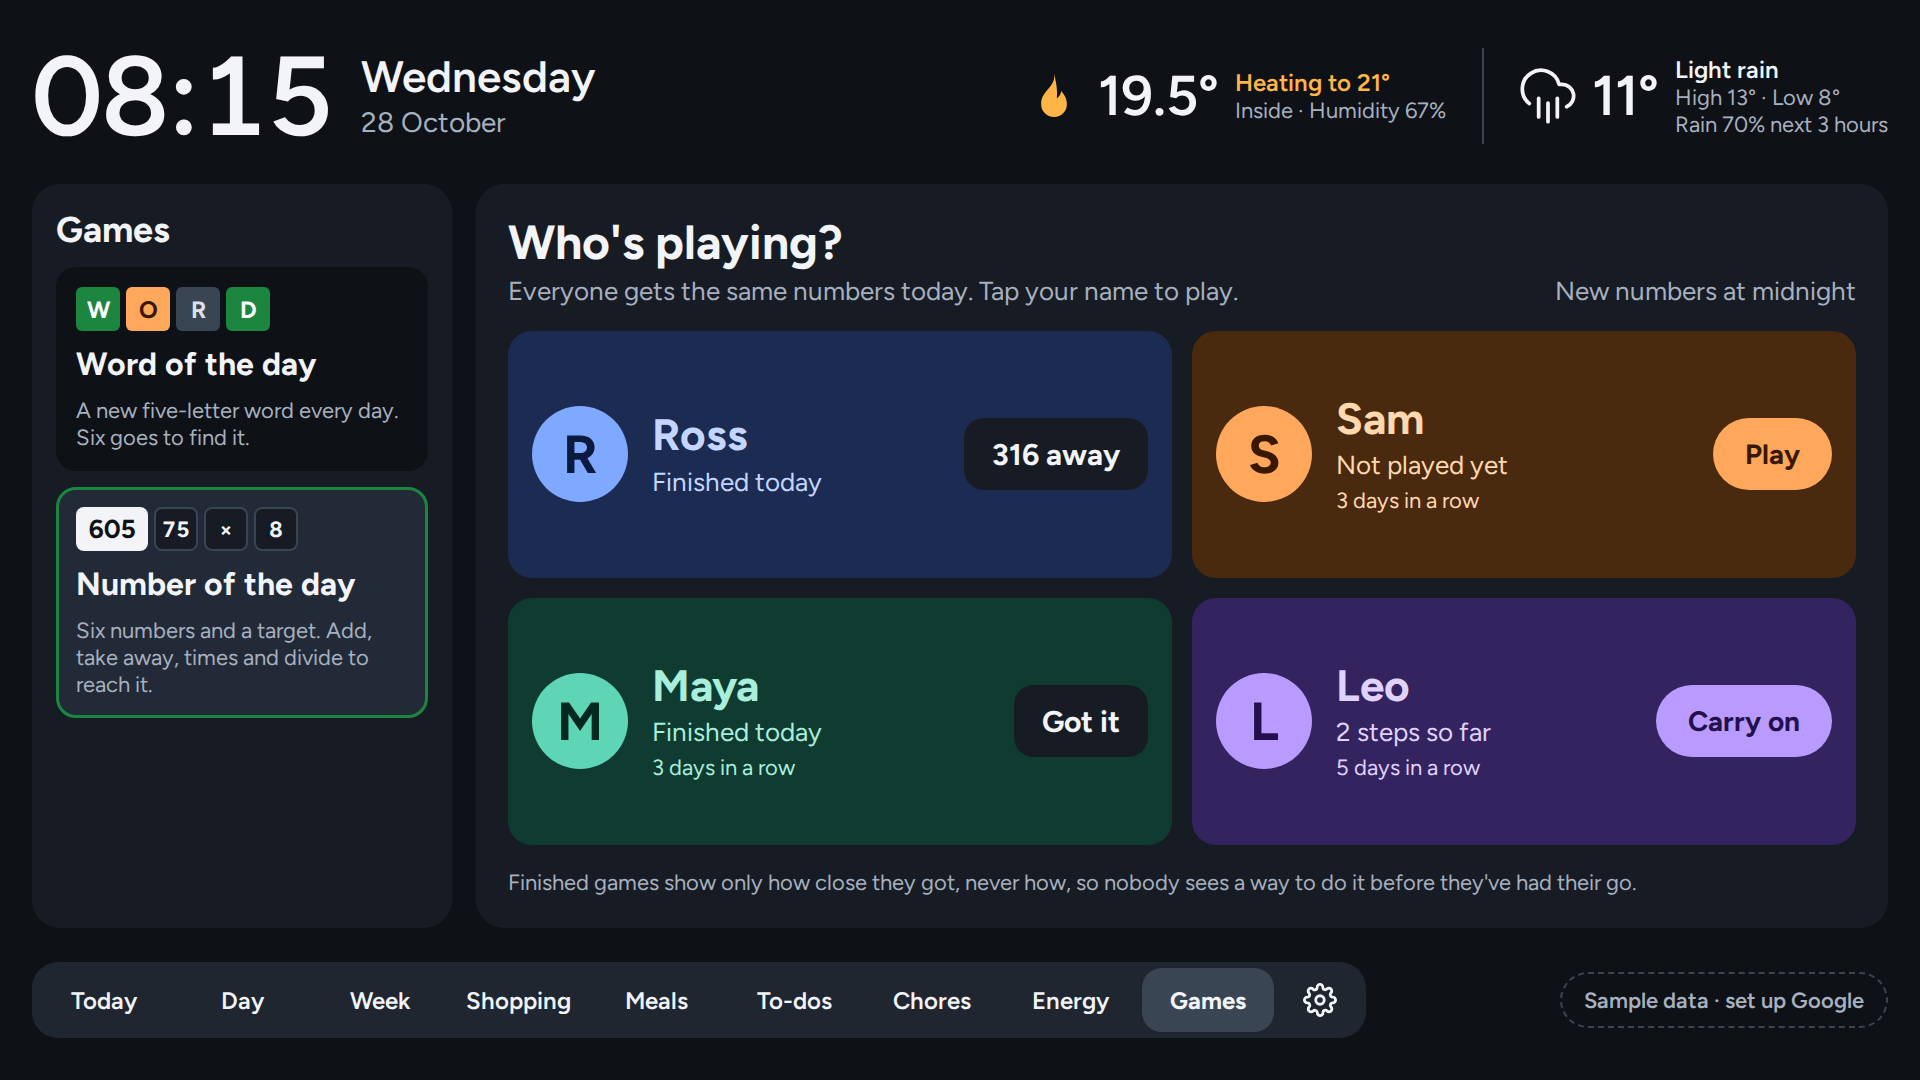 08:15
Wednesday
28 October
19.5°
Heating to 21°
Inside · Humidity 67%
11°
Light rain
High 13° · Low 8°
Rain 70% next 3 hours
Games
W O R D
Word of the day
A new five-letter word every day.
Six goes to find it.
605 75 × 8
Number of the day
Six numbers and a target. Add,
take away, times and divide to
reach it.
Who's playing?
Everyone gets the same numbers today. Tap your name to play.
New numbers at midnight
R
Ross
Finished today
316 away
S
Sam
Not played yet
3 days in a row
Play
M
Maya
Finished today
3 days in a row
Got it
L
Leo
2 steps so far
5 days in a row
Carry on
Finished games show only how close they got, never how, so nobody sees a way to do it before they've had their go.
Today Day Week Shopping Meals To-dos Chores Energy Games
Sample data · set up Google